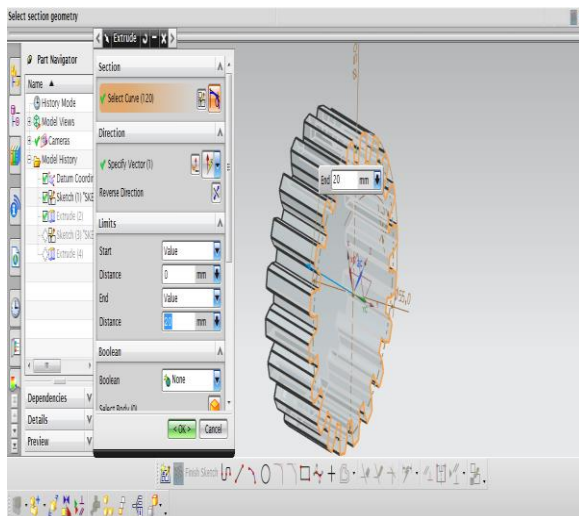 Select section geometry
Extrude
Part Navigator
Name
History Mode
Model Views
Cameras
Model History
Datum Coordin
Sketch (1) "SKE
Extrude (2)
Sketch (3) "SKE
Extrude (4)
Dependencies
Details
Preview
Section
Select Curve (120)
Direction
Specify Vector (1)
Reverse Direction
Limits
Start Value
Distance 0 mm
End Value
Distance 20 mm
Boolean
Boolean None
Select Body (0)
<OK> Cancel
End 20 mm
Finish Sketch